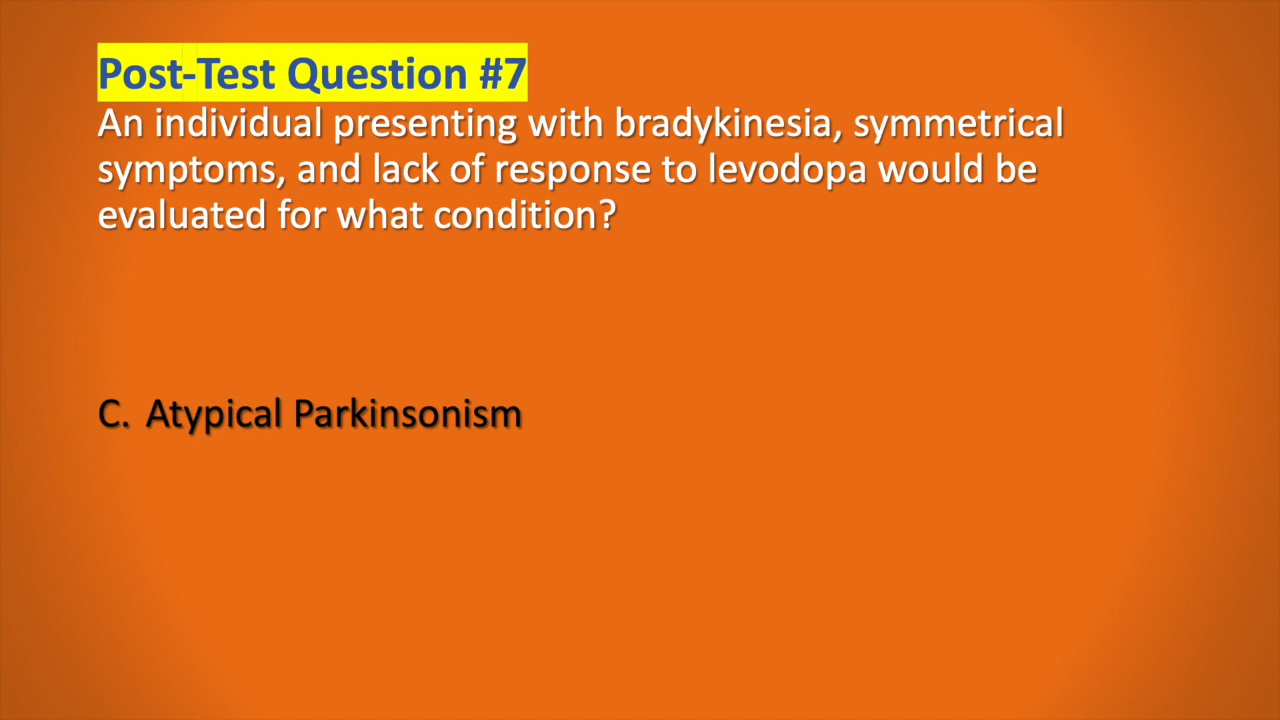 Post-Test Question #7
An individual presenting with bradykinesia, symmetrical
symptoms, and lack of response to levodopa would be
evaluated for what condition?
C. Atypical Parkinsonism